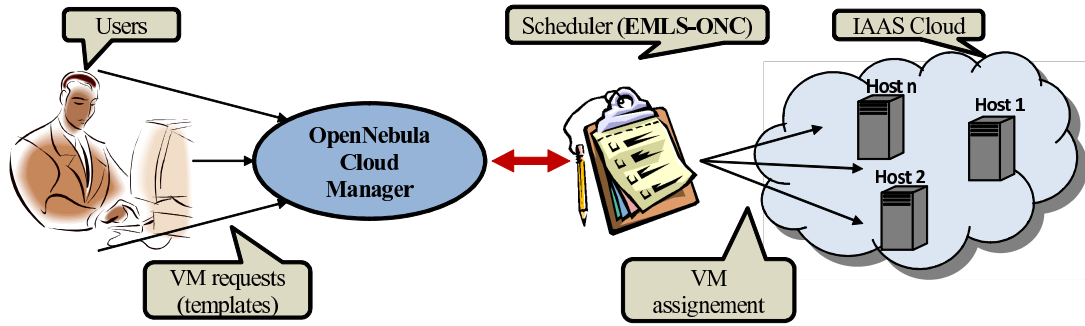 Users
Scheduler (EMLS-ONC)
IAAS Cloud
Host n
Host 1
OpenNebula
Cloud
Manager
Host 2
VM requests
(templates)
VM
assignement